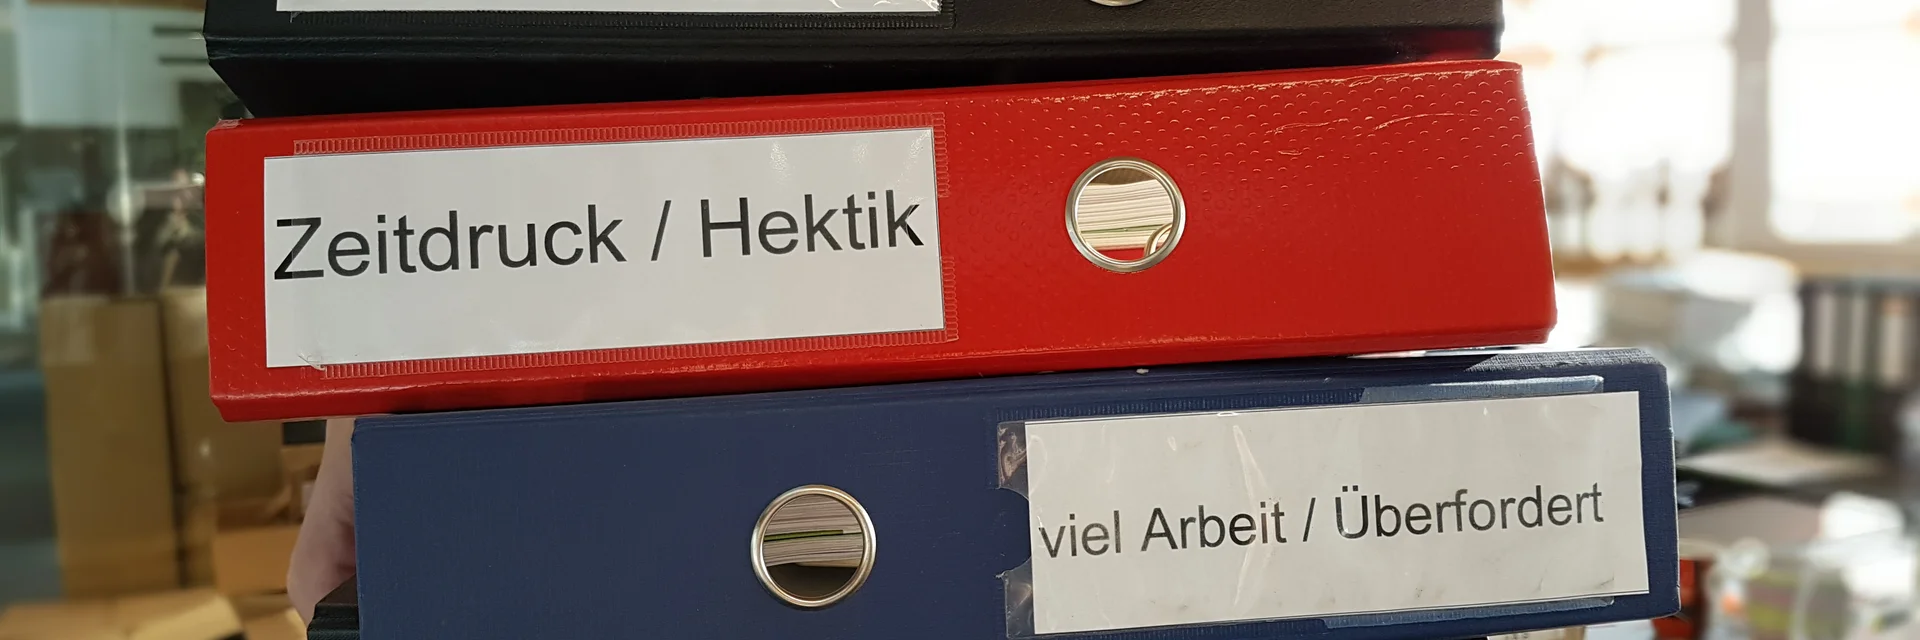 Zeitdruck / Hektik
viel Arbeit / Überfordert